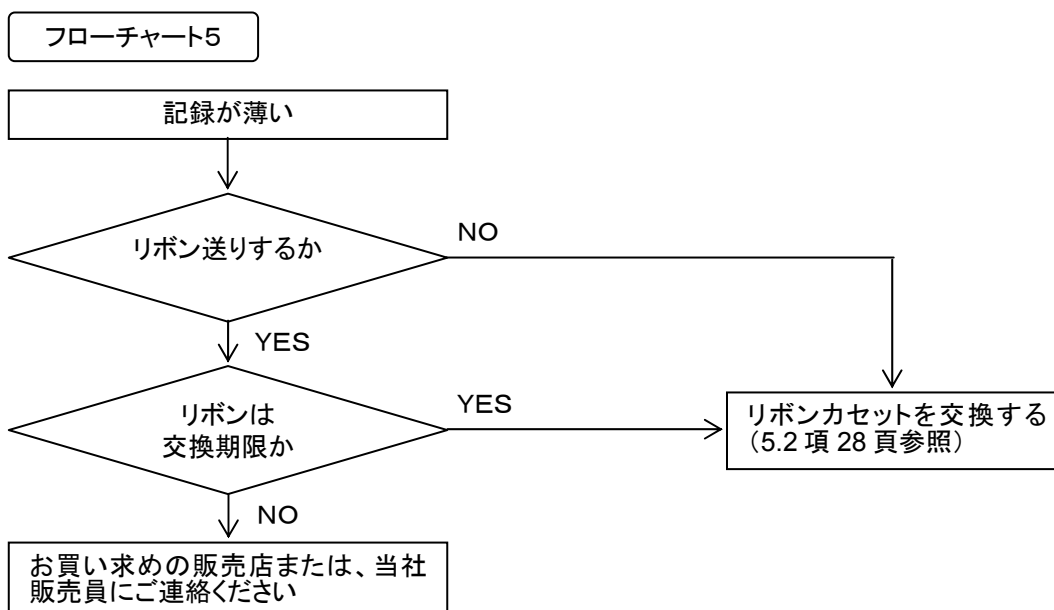 フローチャート5
記録が薄い
リボン送りするか
NO
YES
リボンは
交換期限か
YES
リボンカセットを交換する
（5.2 項 28 頁参照）
NO
お買い求めの販売店または、当社
販売員にご連絡ください